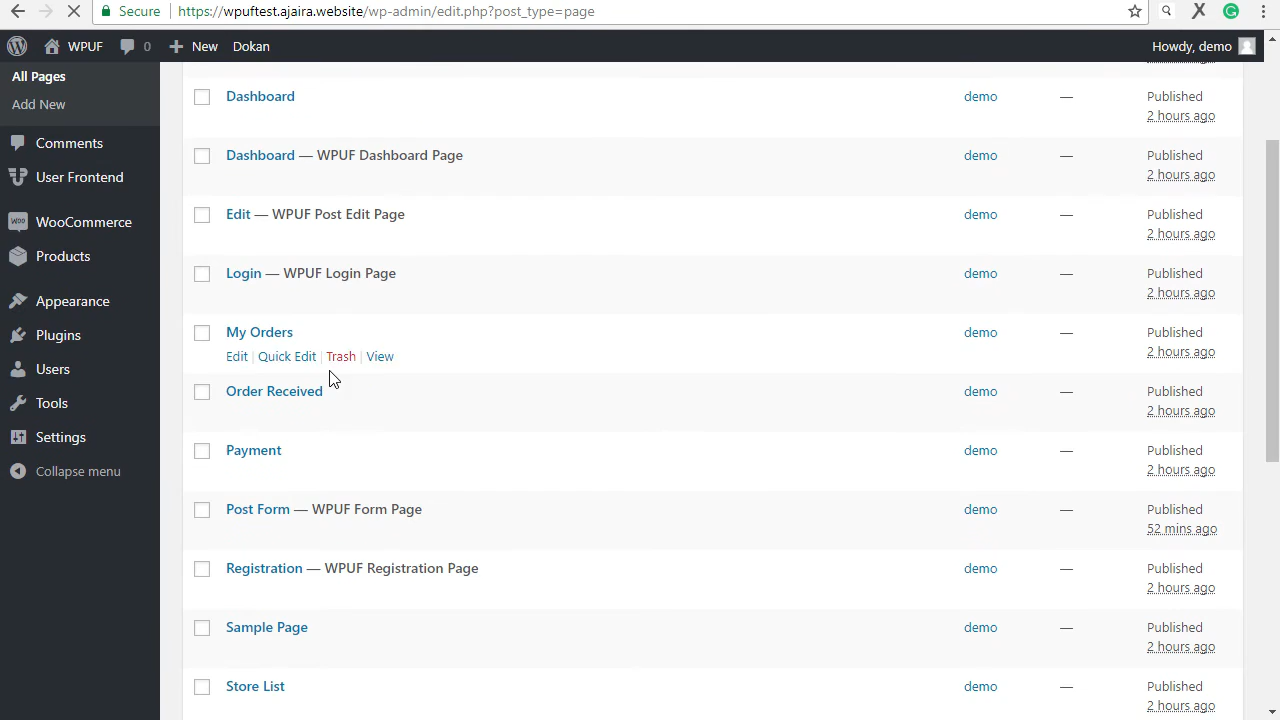 Secure https://wpuftest.ajaira.website/wp-admin/edit.php?post_type=page
WPUF 0 New Dokan Howdy, demo
All Pages
Add New
Comments
User Frontend
WooCommerce
Products
Appearance
Plugins
Users
Tools
Settings
Collapse menu
Dashboard demo — Published
2 hours ago
Dashboard — WPUF Dashboard Page demo — Published
2 hours ago
Edit — WPUF Post Edit Page demo — Published
2 hours ago
Login — WPUF Login Page demo — Published
2 hours ago
My Orders demo — Published
Edit | Quick Edit | Trash | View 2 hours ago
Order Received demo — Published
2 hours ago
Payment demo — Published
2 hours ago
Post Form — WPUF Form Page demo — Published
52 mins ago
Registration — WPUF Registration Page demo — Published
2 hours ago
Sample Page demo — Published
2 hours ago
Store List demo — Published
2 hours ago